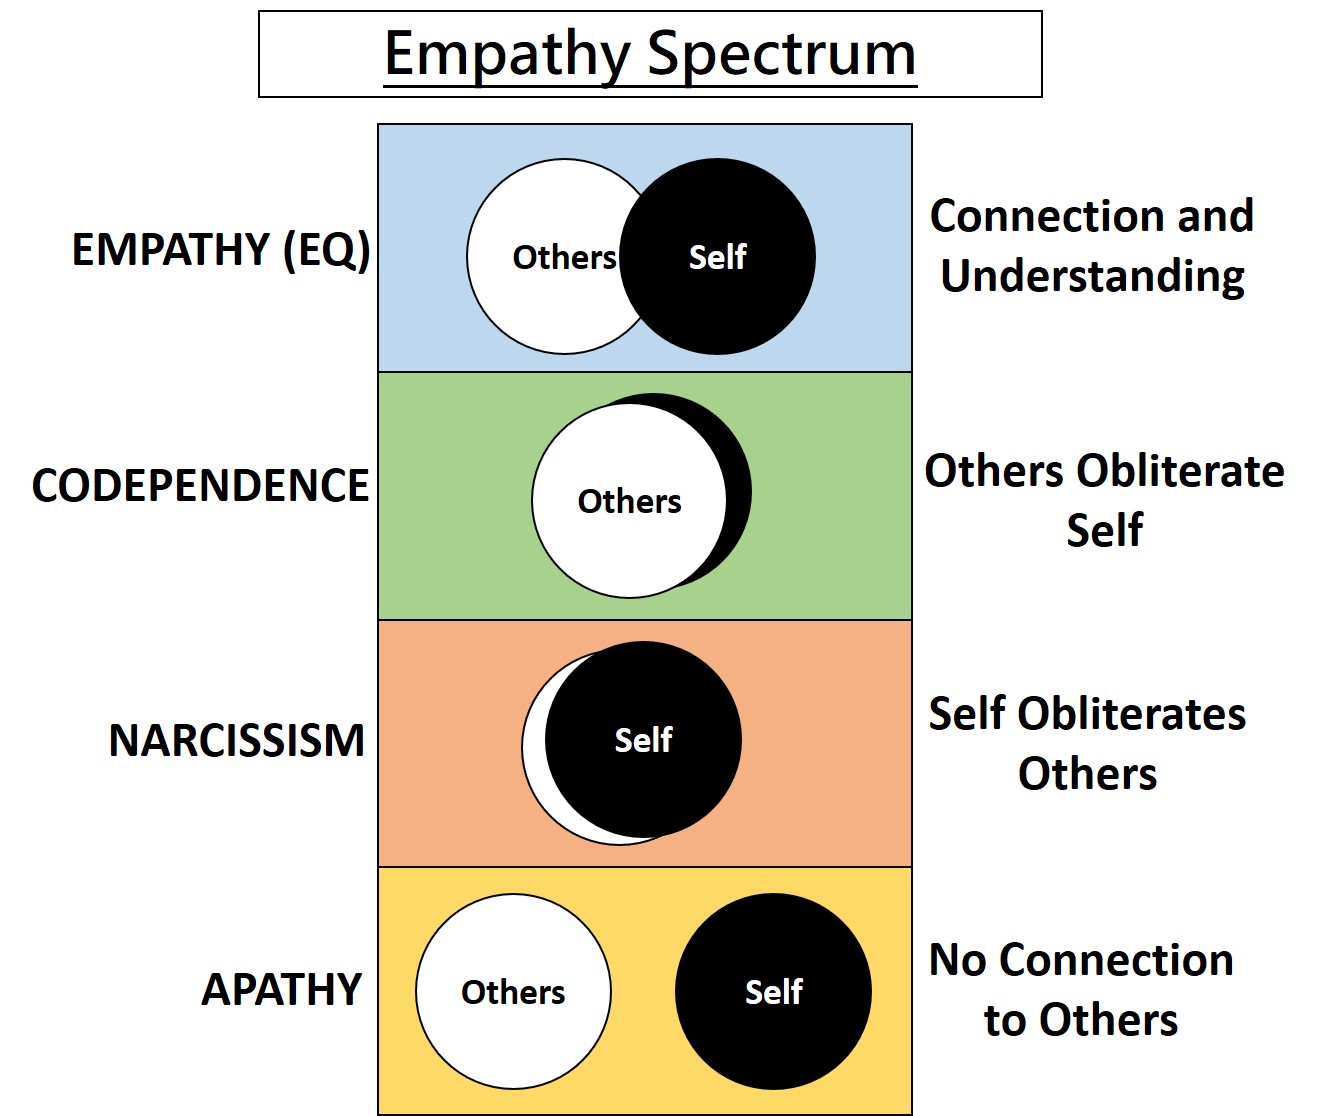 Empathy Spectrum
EMPATHY (EQ)
Others
Self
Connection and
Understanding
CODEPENDENCE
Others
Others Obliterate
Self
NARCISSISM
Self
Self Obliterates
Others
APATHY
Others
Self
No Connection
to Others